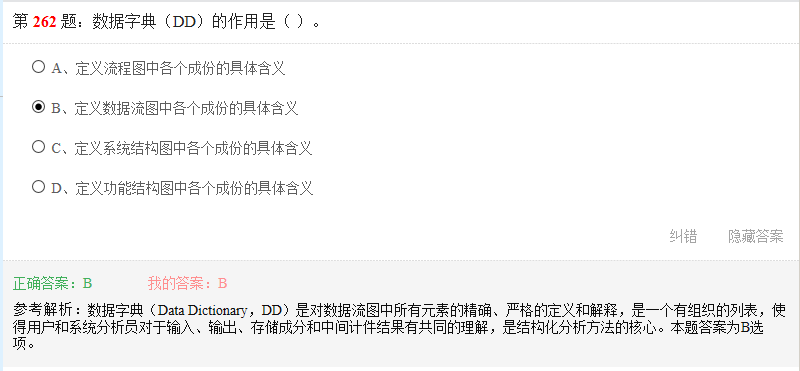 第 262 题：数据字典（DD）的作用是（ ）。
A、定义流程图中各个成份的具体含义
B、定义数据流图中各个成份的具体含义
C、定义系统结构图中各个成份的具体含义
D、定义功能结构图中各个成份的具体含义
纠错 隐藏答案
正确答案：B 我的答案：B
参考解析：数据字典（Data Dictionary，DD）是对数据流图中所有元素的精确、严格的定义和解释，是一个有组织的列表，使
得用户和系统分析员对于输入、输出、存储成分和中间计件结果有共同的理解，是结构化分析方法的核心。本题答案为B选
项。